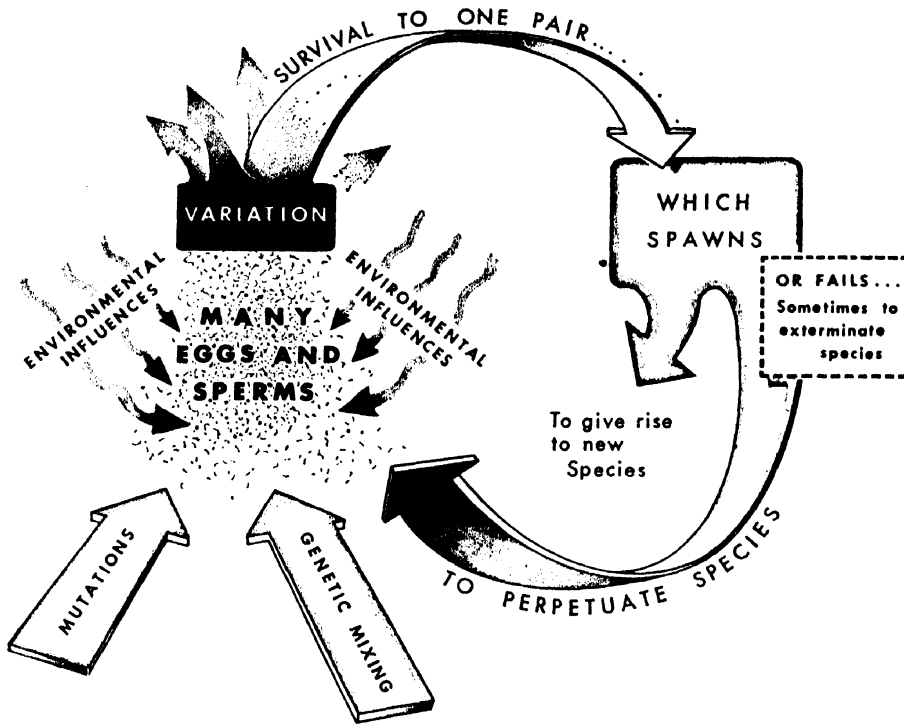 SURVIVAL TO ONE PAIR....
VARIATION
WHICH
SPAWNS
OR FAILS...
Sometimes to
exterminate
species
ENVIRONMENTAL
INFLUENCES
ENVIRONMENTAL
INFLUENCES
MANY
EGGS AND
SPERMS
To give rise
to new
Species
MUTATIONS
GENETIC MIXING
TO PERPETUATE SPECIES